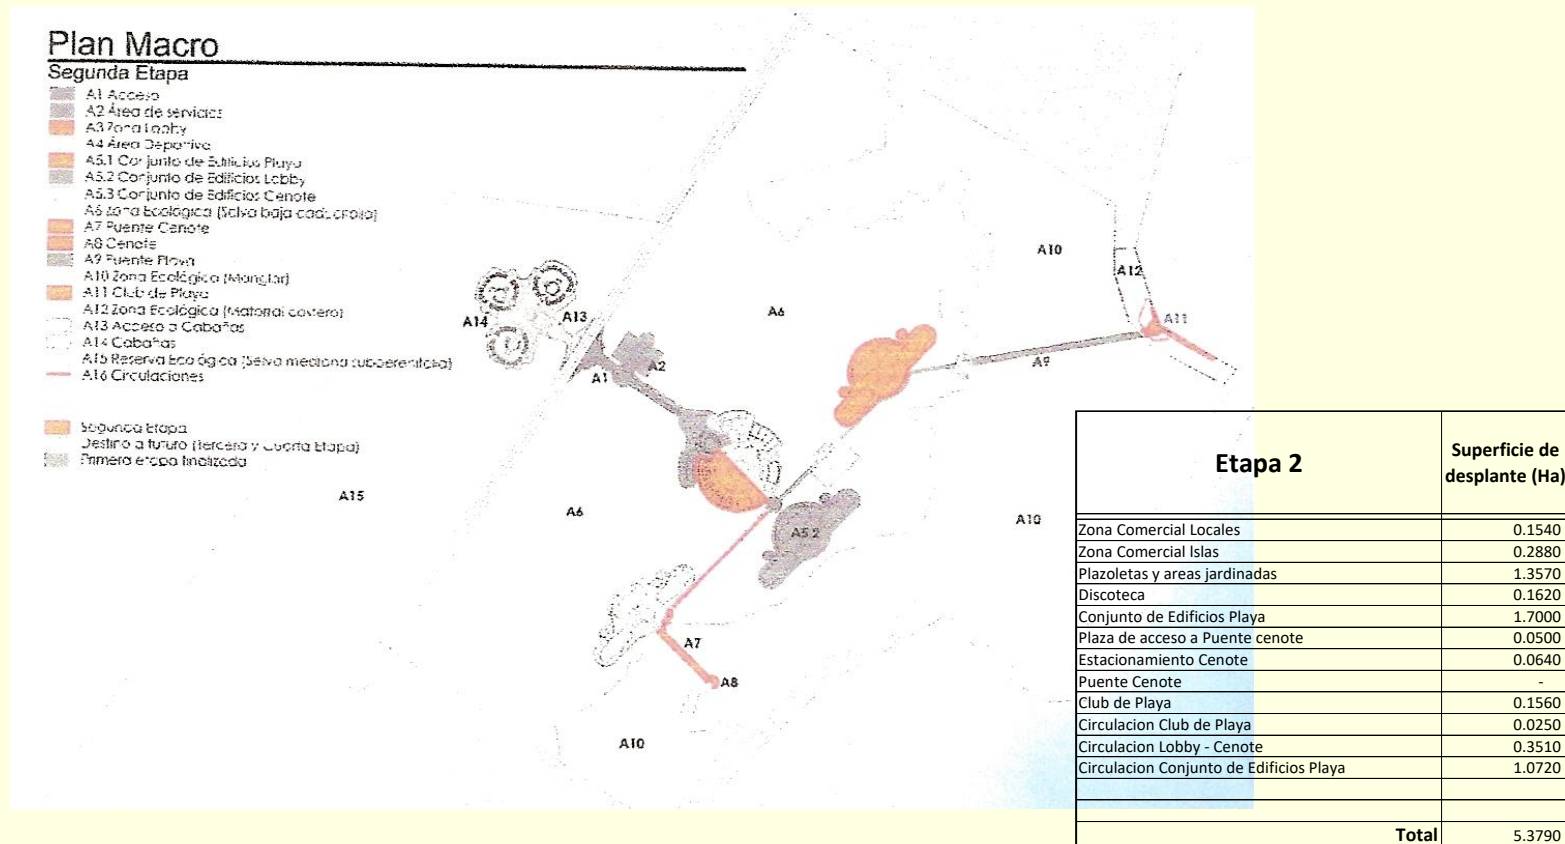 Plan Macro
Segunda Etapa
A1 Acceso
A2 Área de servicios
A3 Zona Lobby
A4 Área Deportiva
A5.1 Conjunto de Edificios Playa
A5.2 Conjunto de Edificios Lobby
A5.3 Conjunto de Edificios Cenote
A6 Zona Ecológica (Selva baja caducifolia)
A7 Puente Cenote
A8 Cenote
A9 Puente Playa
A10 Zona Ecológica (Manglar)
A11 Club de Playa
A12 Zona Ecológica (Matorral costero)
A13 Acceso a Cabañas
A14 Cabañas
A15 Reserva Ecológica (Selva mediana subperenifolia)
A16 Circulaciones
Segunda Etapa
Destino a futuro (Tercera y Cuarta Etapa)
Primera etapa finalizada
A10
A12
A6
A13
A14
A11
A9
A2
A1
A15
A6
A10
A5.2
A7
A8
A10
Etapa 2 Superficie de desplante (Ha)
Zona Comercial Locales 0.1540
Zona Comercial Islas 0.2880
Plazoletas y areas jardinadas 1.3570
Discoteca 0.1620
Conjunto de Edificios Playa 1.7000
Plaza de acceso a Puente cenote 0.0500
Estacionamiento Cenote 0.0640
Puente Cenote -
Club de Playa 0.1560
Circulacion Club de Playa 0.0250
Circulacion Lobby - Cenote 0.3510
Circulacion Conjunto de Edificios Playa 1.0720
Total 5.3790